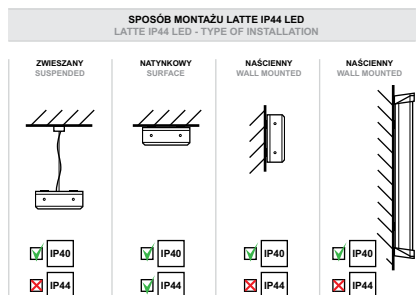 SPOSÓB MONTAŻU LATTE IP44 LED
LATTE IP44 LED - TYPE OF INSTALLATION
ZWIESZANY
SUSPENDED
NATYNKOWY
SURFACE
NAŚCIENNY
WALL MOUNTED
NAŚCIENNY
WALL MOUNTED
IP40
IP40
IP40
IP40
IP44
IP44
IP44
IP44